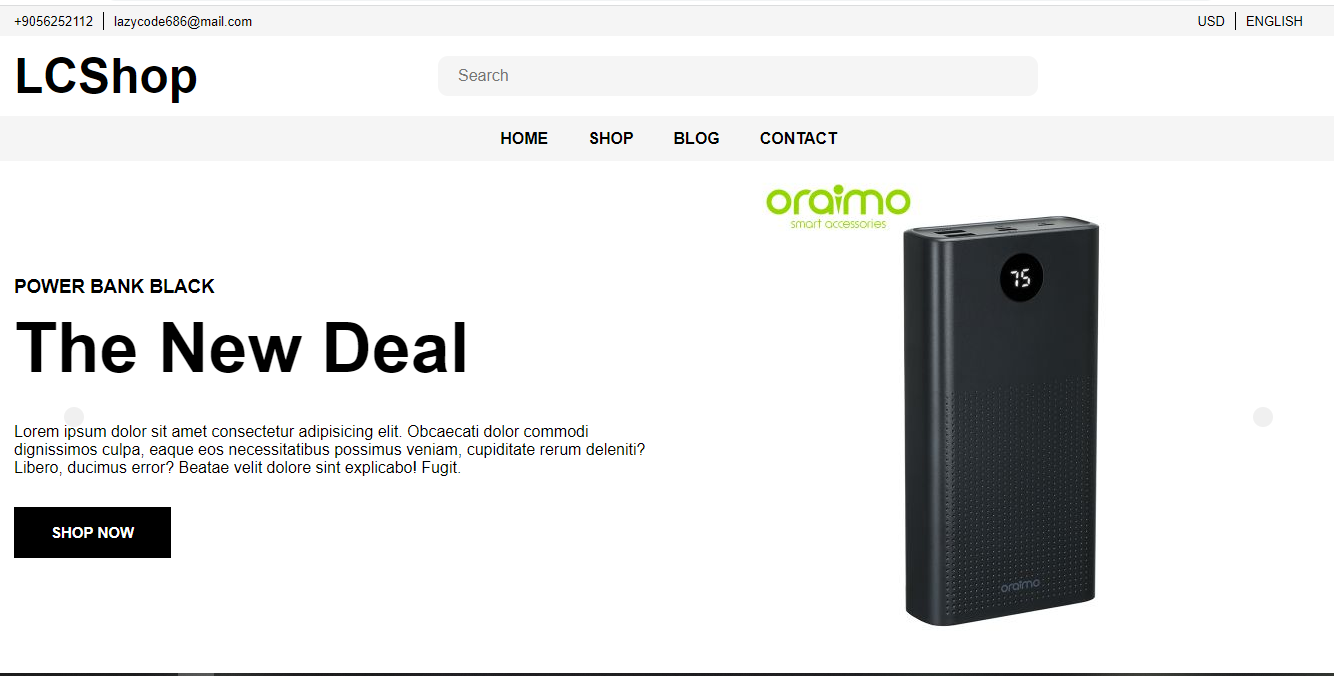 +9056252112 lazycode686@mail.com USD ENGLISH
LCShop Search
HOME SHOP BLOG CONTACT
oraimo
smart accessories
75
POWER BANK BLACK
The New Deal
Lorem ipsum dolor sit amet consectetur adipisicing elit. Obcaecati dolor commodi
dignissimos culpa, eaque eos necessitatibus possimus veniam, cupiditate rerum deleniti?
Libero, ducimus error? Beatae velit dolore sint explicabo! Fugit.
SHOP NOW
oraimo